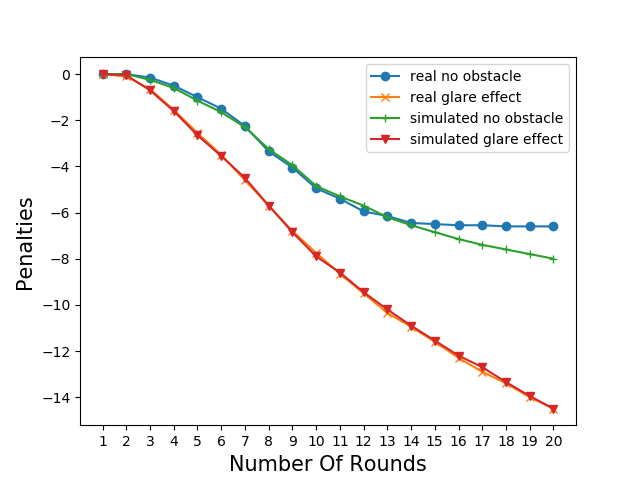 real no obstacle
real glare effect
simulated no obstacle
simulated glare effect
Penalties
0
−2
−4
−6
−8
−10
−12
−14
1 2 3 4 5 6 7 8 9 10 11 12 13 14 15 16 17 18 19 20
Number Of Rounds